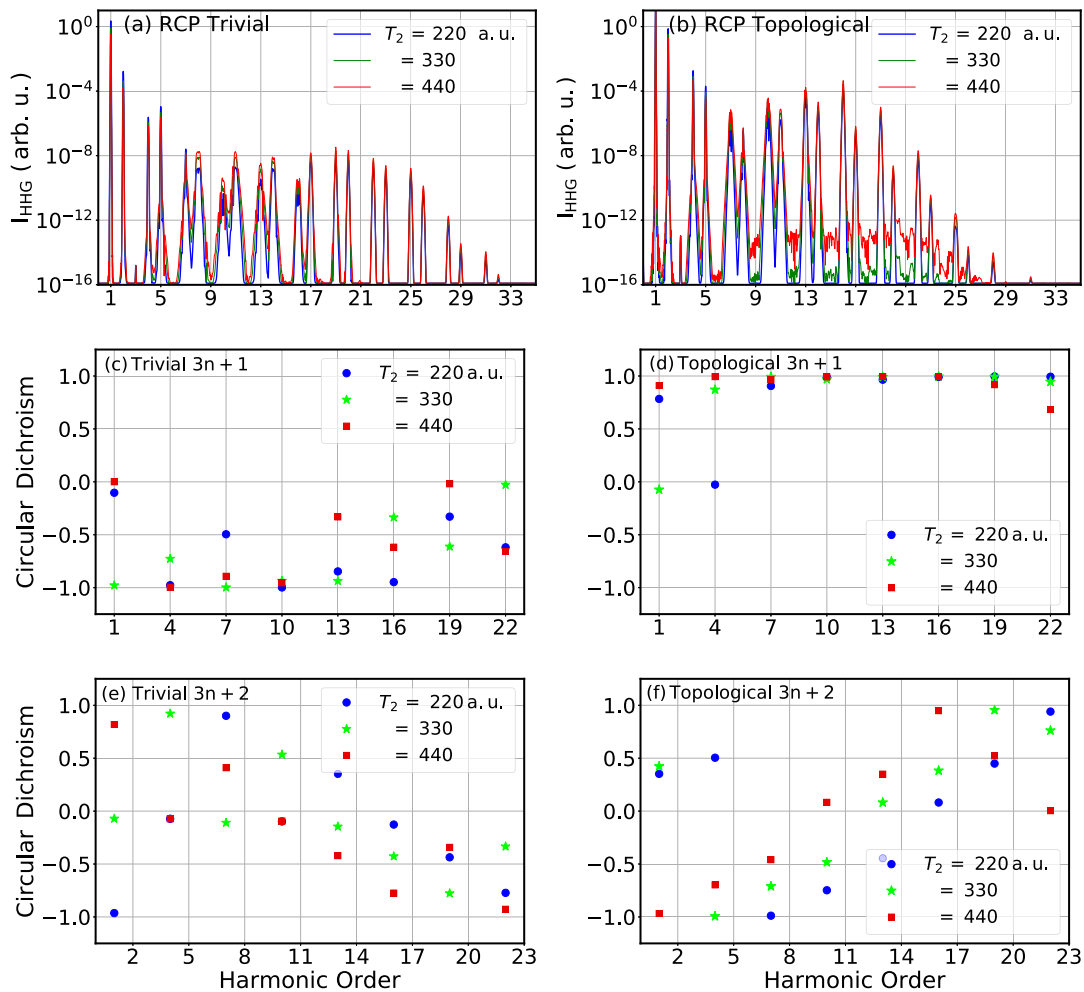 (a) RCP Trivial
T₂ = 220 a. u.
= 330
= 440
I_HHG ( arb. u. )
10⁰
10⁻⁴
10⁻⁸
10⁻¹²
10⁻¹⁶
1 5 9 13 17 21 25 29 33
(b) RCP Topological
T₂ = 220 a. u.
= 330
= 440
I_HHG ( arb. u. )
10⁰
10⁻⁴
10⁻⁸
10⁻¹²
10⁻¹⁶
1 5 9 13 17 21 25 29 33
(c) Trivial 3n + 1
T₂ = 220 a. u.
= 330
= 440
Circular Dichroism
1.0
0.5
0.0
−0.5
−1.0
1 4 7 10 13 16 19 22
(d) Topological 3n + 1
T₂ = 220 a. u.
= 330
= 440
1.0
0.5
0.0
−0.5
−1.0
1 4 7 10 13 16 19 22
(e) Trivial 3n + 2
T₂ = 220 a. u.
= 330
= 440
Circular Dichroism
1.0
0.5
0.0
−0.5
−1.0
2 5 8 11 14 17 20 23
Harmonic Order
(f) Topological 3n + 2
T₂ = 220 a. u.
= 330
= 440
1.0
0.5
0.0
−0.5
−1.0
2 5 8 11 14 17 20 23
Harmonic Order